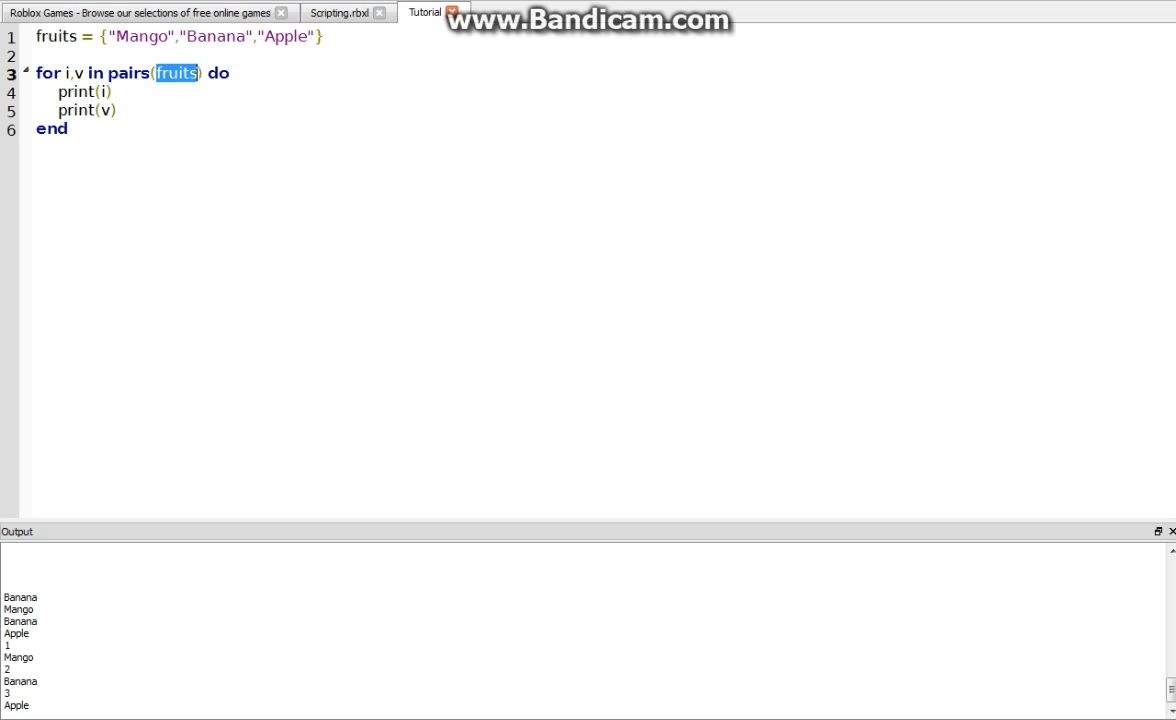 Roblox Games - Browse our selections of free online games
Scripting.rbxl
Tutorial
www.Bandicam.com
1 fruits = {"Mango","Banana","Apple"}
2
3 for i,v in pairs(fruits) do
4 print(i)
5 print(v)
6 end
Output
Banana
Mango
Banana
Apple
1
Mango
2
Banana
3
Apple